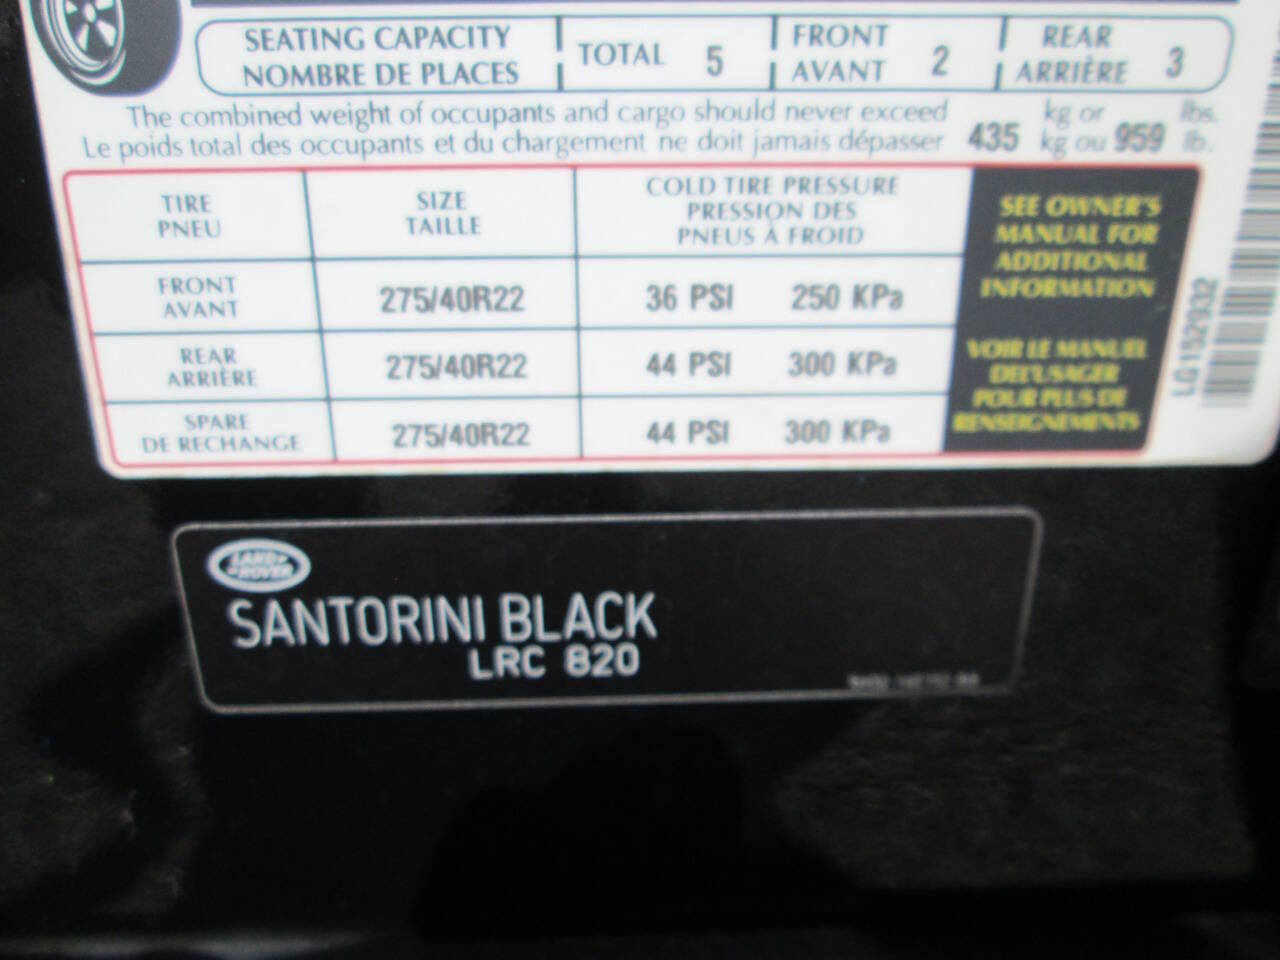 SEATING CAPACITY TOTAL 5 FRONT 2 REAR 3
NOMBRE DE PLACES AVANT ARRIÈRE
The combined weight of occupants and cargo should never exceed 435 kg or 959 lbs.
Le poids total des occupants et du chargement ne doit jamais dépasser kg ou lb.
TIRE SIZE COLD TIRE PRESSURE
PNEU TAILLE PRESSION DES
PNEUS À FROID
FRONT 275/40R22 36 PSI 250 KPa
AVANT
REAR 275/40R22 44 PSI 300 KPa
ARRIÈRE
SPARE 275/40R22 44 PSI 300 KPa
DE RECHANGE
SEE OWNER'S
MANUAL FOR
ADDITIONAL
INFORMATION
VOIR LE MANUEL
DE L'USAGER
POUR PLUS DE
RENSEIGNEMENTS
LG152932
LAND
ROVER
SANTORINI BLACK
LRC 820